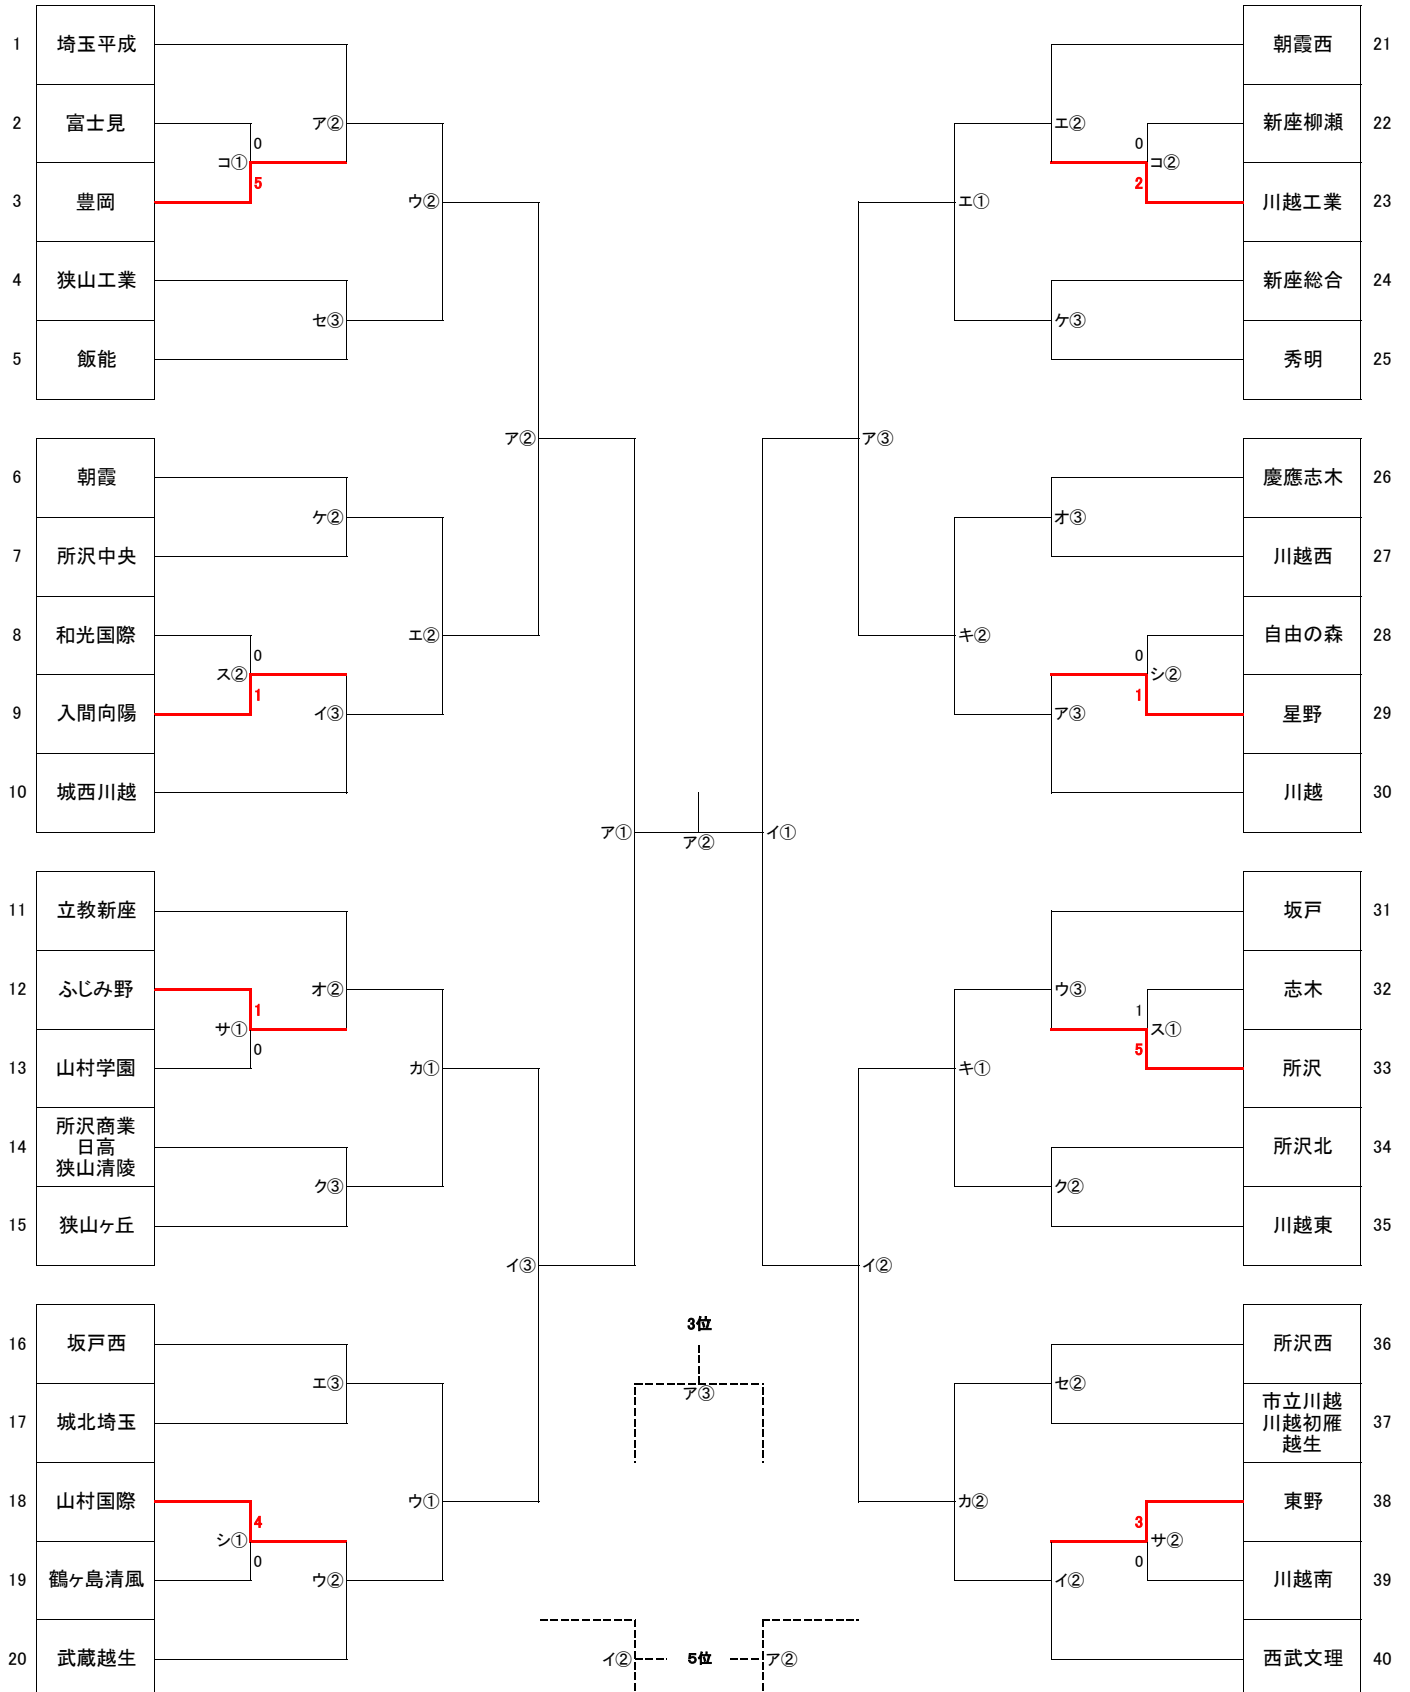 1 埼玉平成
2 富士見
3 豊岡
4 狭山工業
5 飯能
6 朝霞
7 所沢中央
8 和光国際
9 入間向陽
10 城西川越
11 立教新座
12 ふじみ野
13 山村学園
14 所沢商業
日高
狭山清陵
15 狭山ヶ丘
16 坂戸西
17 城北埼玉
18 山村国際
19 鶴ヶ島清風
20 武蔵越生
ア②
0
コ①
5
セ③
ケ②
0
ス②
1
イ③
オ②
1
サ①
0
ク③
エ③
4
シ①
0
ウ②
ウ②
エ②
カ①
ウ①
ア②
イ③
ア①
ア②
イ①
3位
ア③
イ②
5位
ア②
ア③
イ②
エ①
キ②
キ①
カ②
エ②
0
コ②
2
ケ③
オ③
0
シ②
1
ア③
ウ③
1
ス①
5
ク②
セ②
3
サ②
0
イ②
朝霞西 21
新座柳瀬 22
川越工業 23
新座総合 24
秀明 25
慶應志木 26
川越西 27
自由の森 28
星野 29
川越 30
坂戸 31
志木 32
所沢 33
所沢北 34
川越東 35
所沢西 36
市立川越
川越初雁
越生 37
東野 38
川越南 39
西武文理 40